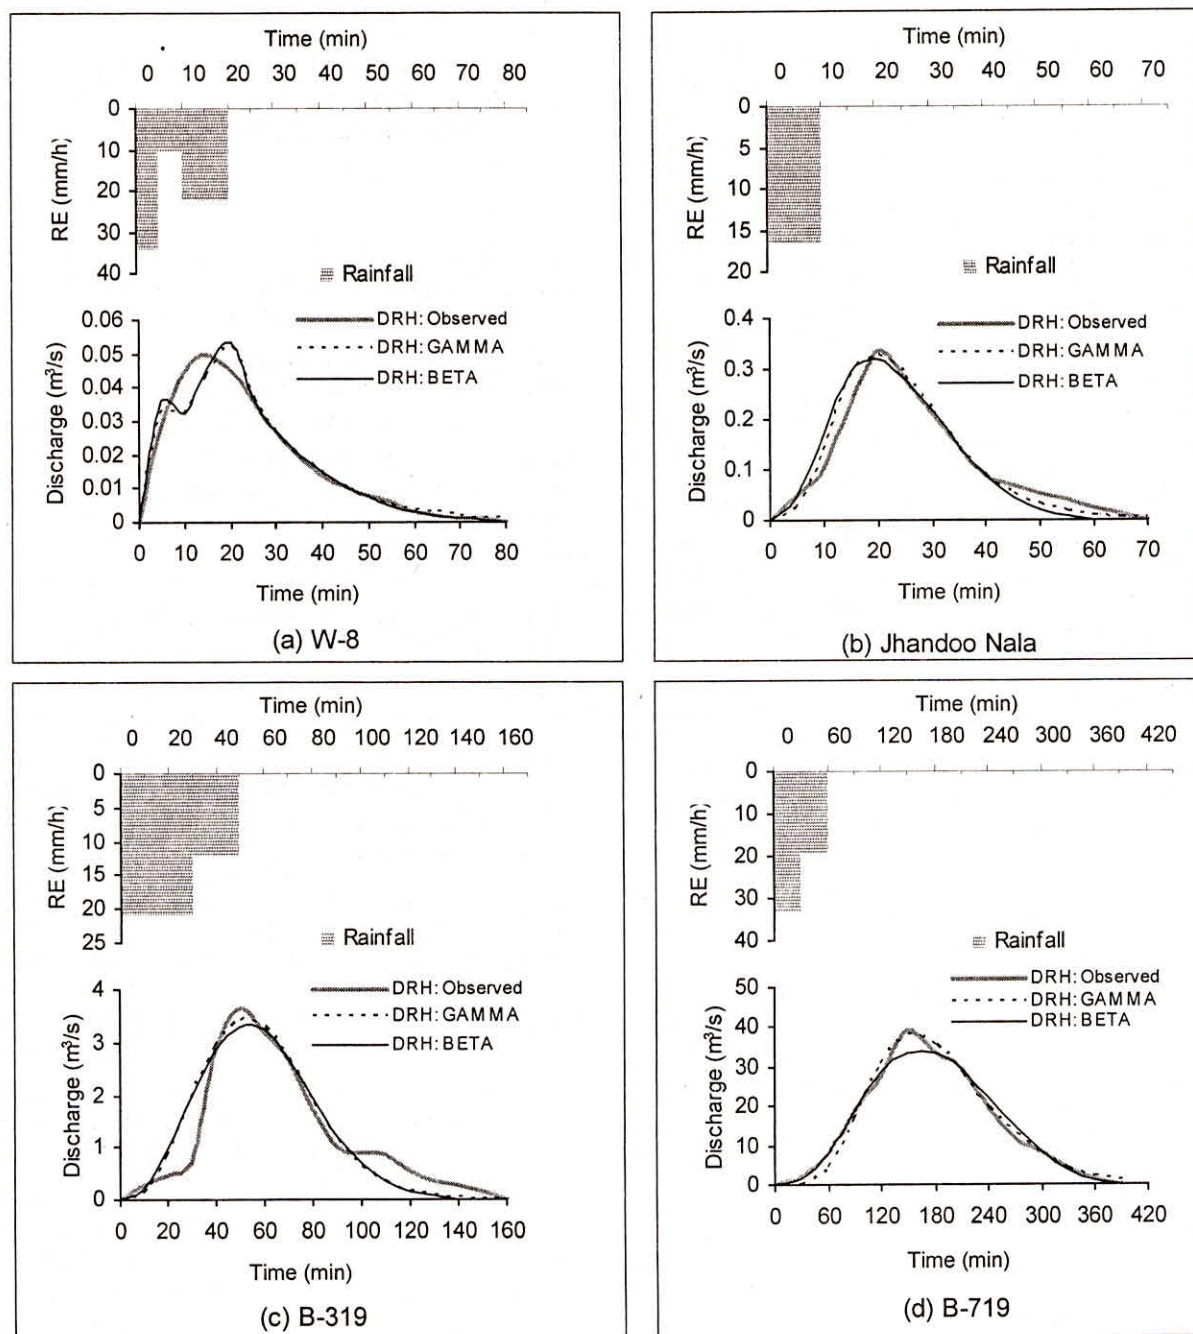 Time (min)
0 10 20 30 40 50 60 70 80
0
10
20
30
40
RE (mm/h)
Rainfall
0.06
0.05
0.04
0.03
0.02
0.01
0
Discharge (m³/s)
DRH: Observed
DRH: GAMMA
DRH: BETA
0 10 20 30 40 50 60 70 80
Time (min)
(a) W-8
Time (min)
0 10 20 30 40 50 60 70
0
5
10
15
20
RE (mm/h)
Rainfall
0.4
0.3
0.2
0.1
0
Discharge (m³/s)
DRH: Observed
DRH: GAMMA
DRH: BETA
0 10 20 30 40 50 60 70
Time (min)
(b) Jhandoo Nala
Time (min)
0 20 40 60 80 100 120 140 160
0
5
10
15
20
25
RE (mm/h)
Rainfall
4
3
2
1
0
Discharge (m³/s)
DRH: Observed
DRH: GAMMA
DRH: BETA
0 20 40 60 80 100 120 140 160
Time (min)
(c) B-319
Time (min)
0 60 120 180 240 300 360 420
0
10
20
30
40
RE (mm/h)
Rainfall
50
40
30
20
10
0
Discharge (m³/s)
DRH: Observed
DRH: GAMMA
DRH: BETA
0 60 120 180 240 300 360 420
Time (min)
(d) B-719